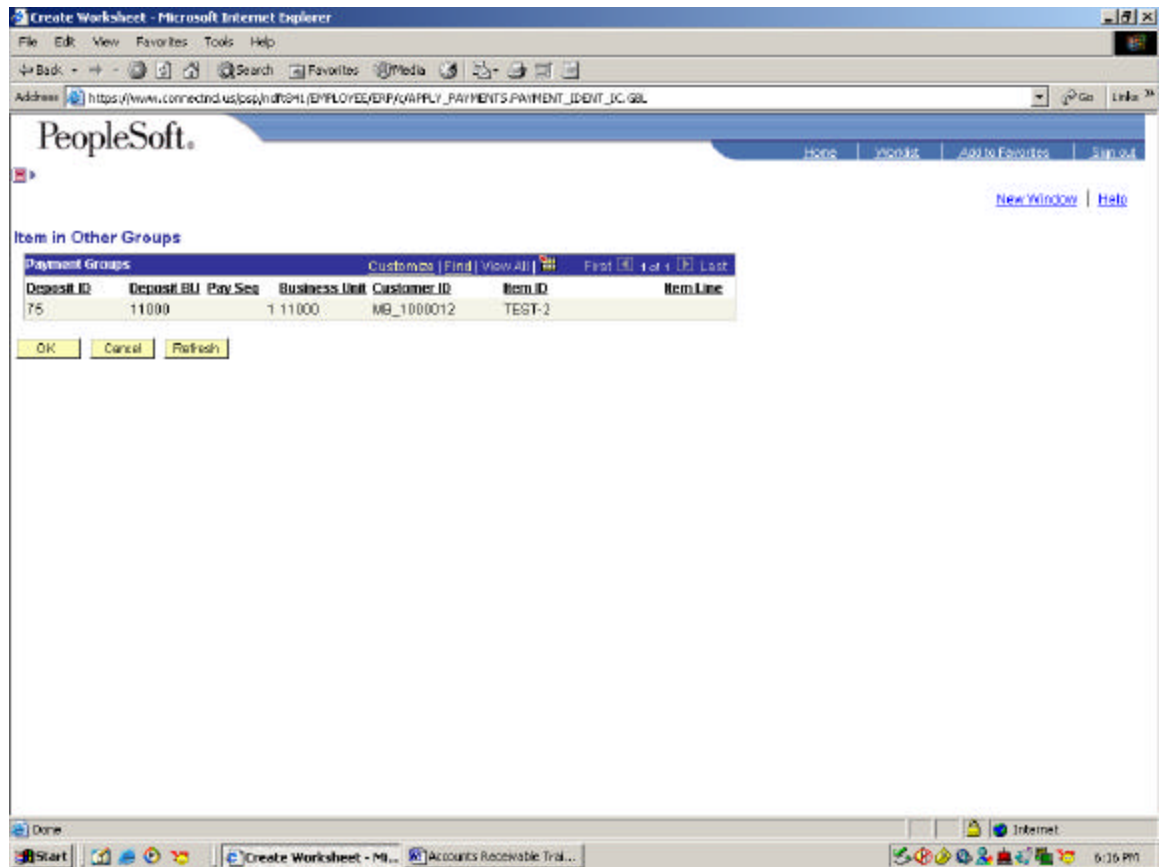 Create Worksheet - Microsoft Internet Explorer
File Edit View Favorites Tools Help
Back Search Favorites Media
Address https://www.connectnd.us/psp/ndft841/EMPLOYEE/ERP/c/APPLY_PAYMENTS.PAYMENT_IDENT_IC.GBL Go Links »
PeopleSoft.
Home Worklist Add to Favorites Sign out
New Window | Help
Item in Other Groups
Payment Groups Customize | Find | View All | First 1 of 1 Last
Deposit ID Deposit BU Pay Seq Business Unit Customer ID Item ID Item Line
75 11000 1 11000 MB_1000012 TEST-2
OK Cancel Refresh
Done Internet
Start Create Worksheet - Mi... Accounts Receivable Trai... 6:16 PM